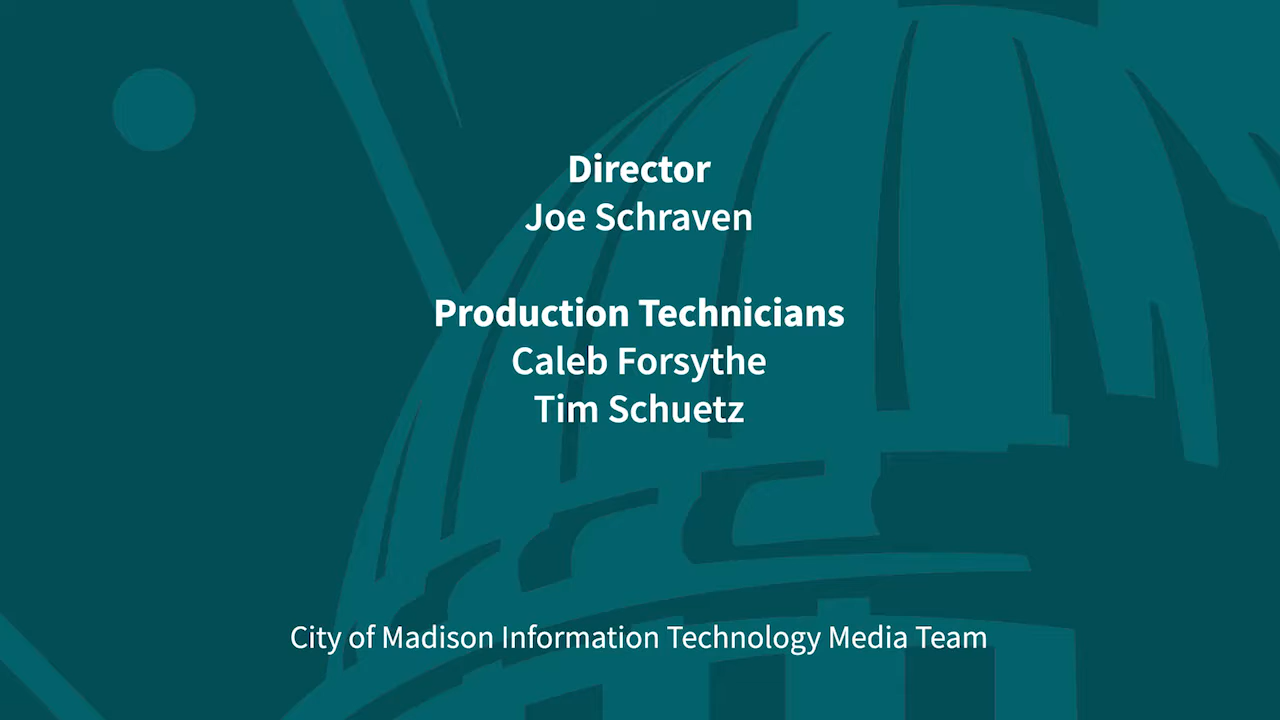 Director
Joe Schraven
Production Technicians
Caleb Forsythe
Tim Schuetz
City of Madison Information Technology Media Team